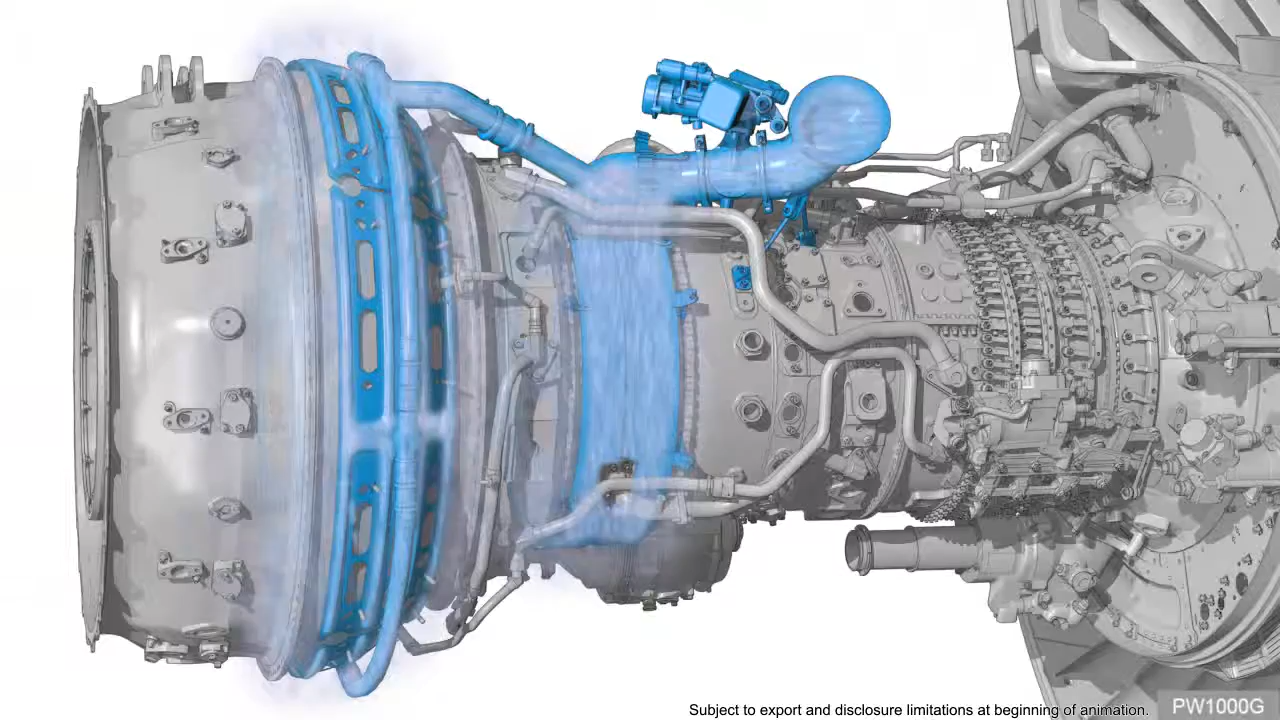 Subject to export and disclosure limitations at beginning of animation.
PW1000G